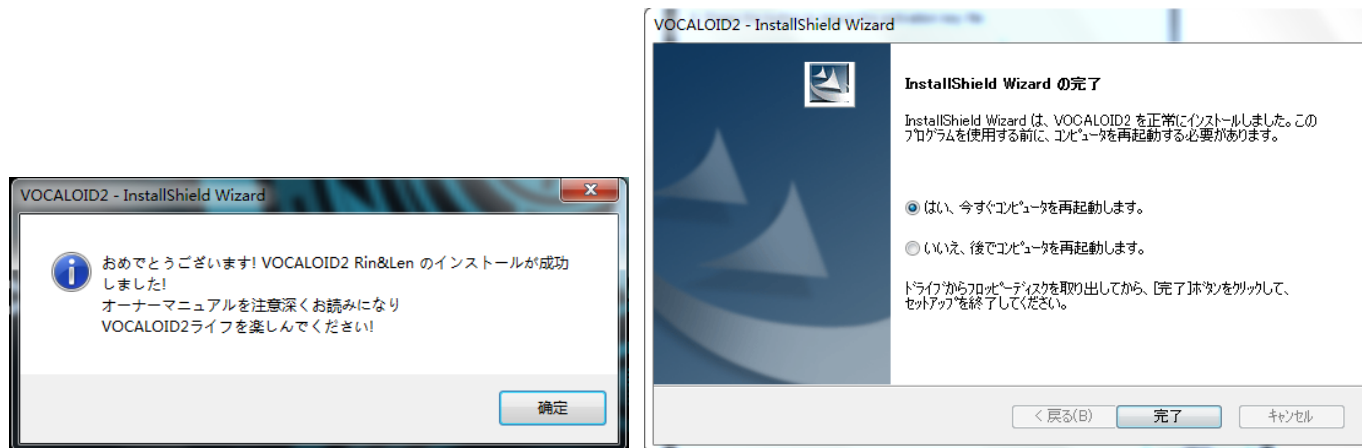 VOCALOID2 - InstallShield Wizard
おめでとうございます! VOCALOID2 Rin&Len のインストールが成功
しました!
オーナーマニュアルを注意深くお読みになり
VOCALOID2ライフを楽しんでください!
确定
VOCALOID2 - InstallShield Wizard
InstallShield Wizard の完了
InstallShield Wizard は、VOCALOID2 を正常にインストールしました。この
プログラムを使用する前に、コンピュータを再起動する必要があります。
はい、今すぐコンピュータを再起動します。
いいえ、後でコンピュータを再起動します。
ドライブからフロッピーディスクを取り出してから、[完了]ボタンをクリックして、
セットアップを終了してください。
< 戻る(B)
完了
キャンセル